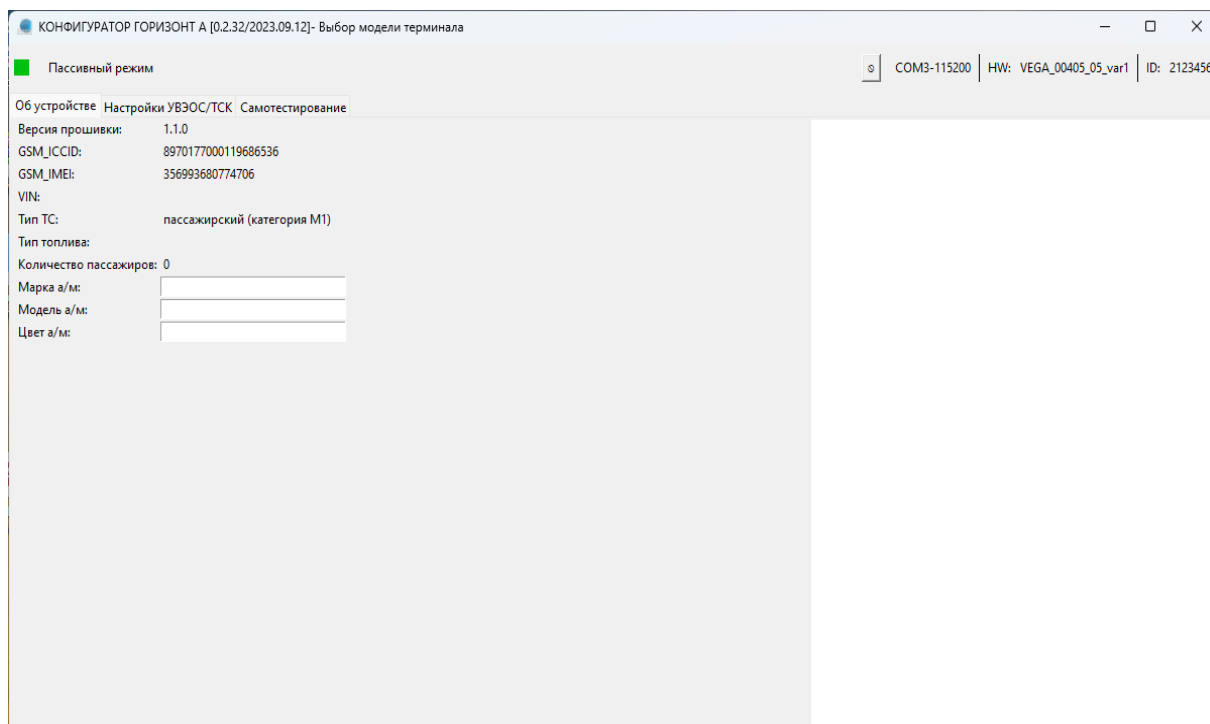 КОНФИГУРАТОР ГОРИЗОНТ А [0.2.32/2023.09.12]- Выбор модели терминала
Пассивный режим COM3-115200 HW: VEGA_00405_05_var1 ID: 2123456
Об устройстве Настройки УВЭОС/ТСК Самотестирование
Версия прошивки: 1.1.0
GSM_ICCID: 8970177000119686536
GSM_IMEI: 356993680774706
VIN:
Тип ТС: пассажирский (категория M1)
Тип топлива:
Количество пассажиров: 0
Марка а/м:
Модель а/м:
Цвет а/м: